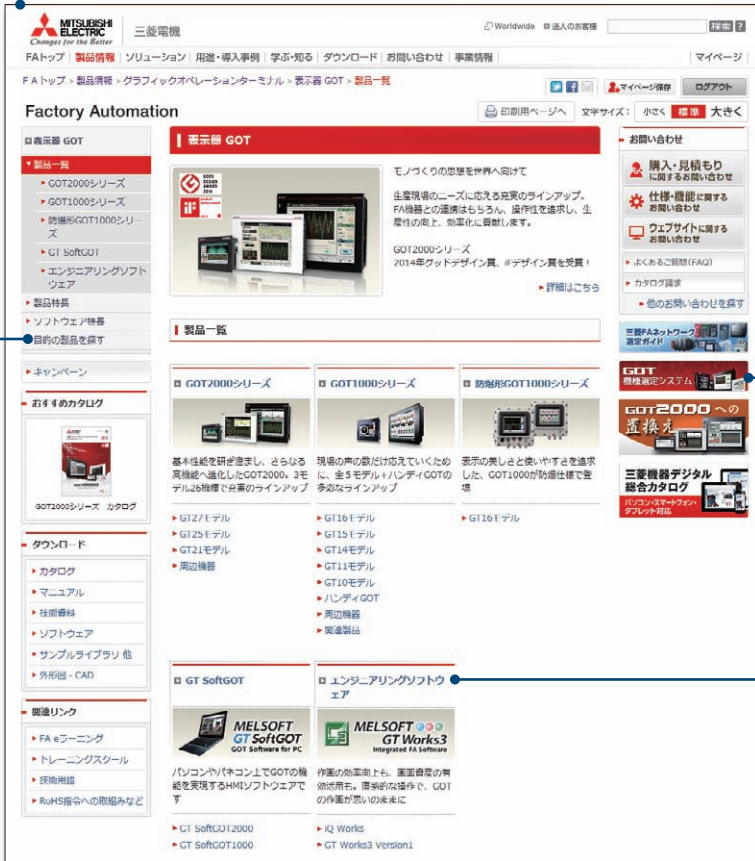 MITSUBISHI ELECTRIC
Changes for the Better
三菱電機
Worldwide 法人のお客様 検索 ?
FAトップ 製品情報 ソリューション 用途・導入事例 学ぶ・知る ダウンロード お問い合わせ 事業情報 マイページ
FAトップ > 製品情報 > グラフィックオペレーションターミナル > 表示器 GOT > 製品一覧
マイページ保存 ログアウト
Factory Automation
印刷用ページへ 文字サイズ: 小さく 標準 大きく
表示器 GOT
製品一覧
GOT2000シリーズ
GOT1000シリーズ
防爆形GOT1000シリーズ
GT SoftGOT
エンジニアリングソフトウェア
製品特長
ソフトウェア特長
目的の製品を探す
キャンペーン
おすすめカタログ
GOT2000シリーズ カタログ
ダウンロード
カタログ
マニュアル
技術資料
ソフトウェア
サンプルライブラリ 他
外形図・CAD
関連リンク
FA eラーニング
トレーニングスクール
技術用語
RoHS指令への取組みなど
表示器 GOT
モノづくりの思想を世界へ向けて
生産現場のニーズに応える充実のラインアップ。
FA機器との連携はもちろん、操作性を追求し、生
産性の向上、効率化に貢献します。
GOT2000シリーズ
2014年グッドデザイン賞、iFデザイン賞を受賞!
詳細はこちら
製品一覧
GOT2000シリーズ
基本性能を研ぎ澄まし、さらなる
高機能へ進化したGOT2000。3モ
デル26機種で充実のラインアップ
GT27モデル
GT25モデル
GT21モデル
周辺機器
GOT1000シリーズ
現場の声の数だけ応えていくため
に、全5モデル+ハンディGOTの
多彩なラインアップ
GT16モデル
GT15モデル
GT14モデル
GT11モデル
GT10モデル
ハンディGOT
周辺機器
関連製品
防爆形GOT1000シリーズ
表示の美しさと使いやすさを追求
した、GOT1000が防爆仕様で登
場
GT16モデル
GT SoftGOT
MELSOFT
GT SoftGOT
GOT Software for PC
パソコンやパネコン上でGOTの機
能を実現するHMIソフトウェアで
す
GT SoftGOT2000
GT SoftGOT1000
エンジニアリングソフトウ
ェア
MELSOFT
GT Works3
Integrated FA Software
作画の効率向上も、画面資産の有
効活用も。直感的な操作で、GOT
の作画が思いのままに
iQ Works
GT Works3 Version1
お問い合わせ
購入・見積もり
に関するお問い合わせ
仕様・機能に関する
お問い合わせ
ウェブサイトに関する
お問い合わせ
よくあるご質問(FAQ)
カタログ請求
他のお問い合わせを探す
三菱FAネットワーク
選定ガイド
GOT
機種選定システム
GOT2000への
置換え
三菱機器デジタル
総合カタログ
パソコン・スマートフォン・
タブレット対応